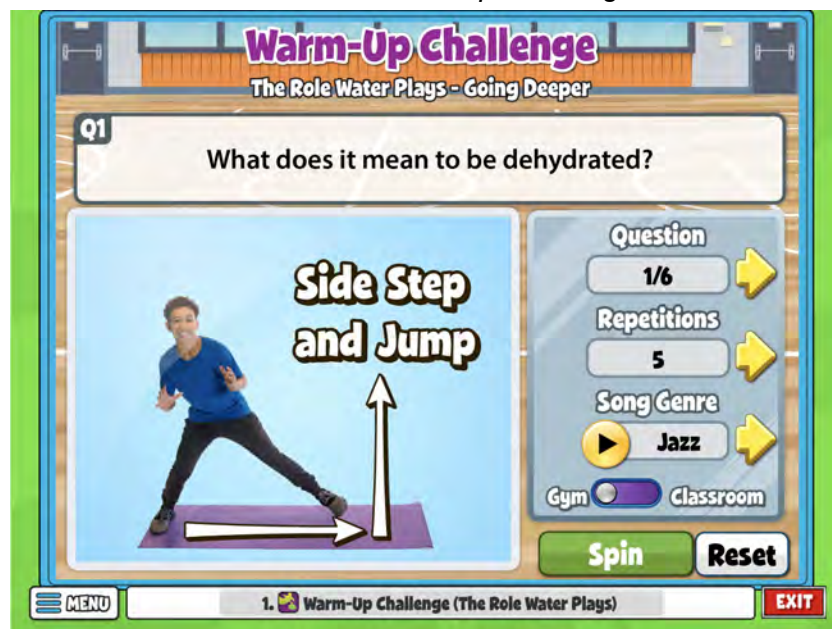 Warm-Up Challenge
The Role Water Plays - Going Deeper
Q1
What does it mean to be dehydrated?
Side Step
and Jump
Question
1/6
Repetitions
5
Song Genre
Jazz
Gym Classroom
Spin Reset
MENU 1. Warm-Up Challenge (The Role Water Plays) EXIT